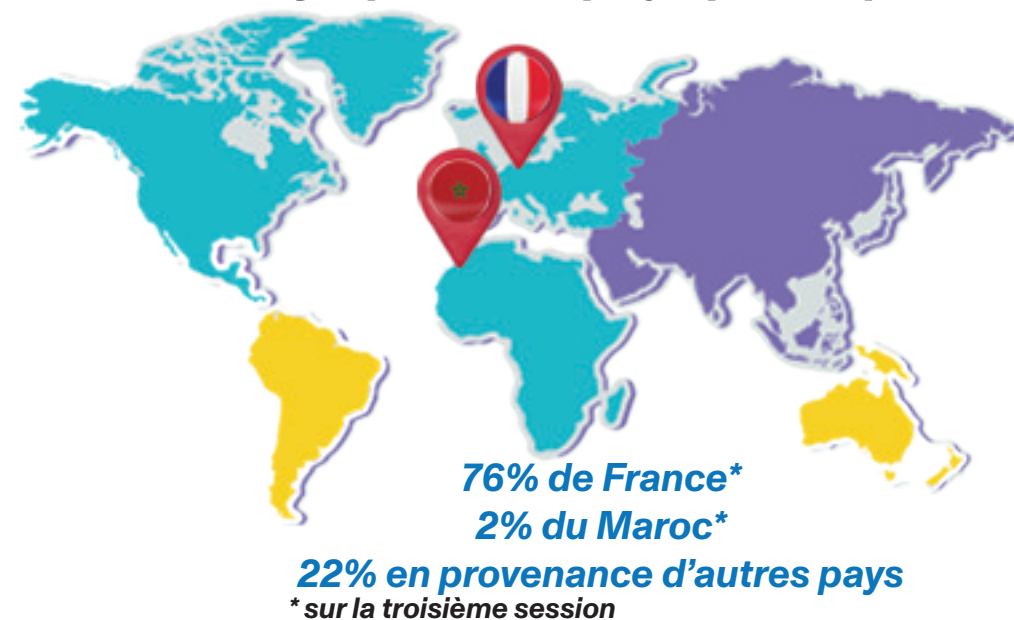 76% de France*
2% du Maroc*
22% en provenance d’autres pays
* sur la troisième session